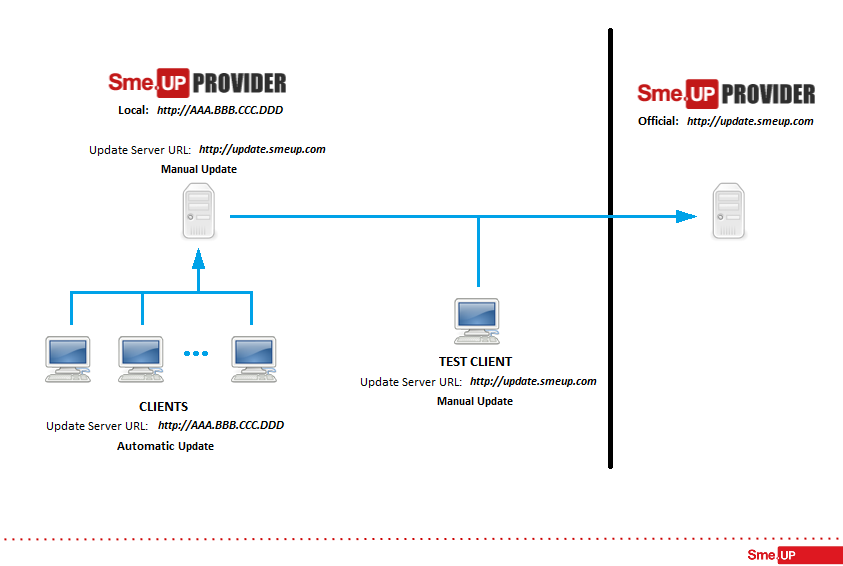 Sme.UP PROVIDER
Local: http://AAA.BBB.CCC.DDD
Update Server URL: http://update.smeup.com
Manual Update
Sme.UP PROVIDER
Official: http://update.smeup.com
TEST CLIENT
Update Server URL: http://update.smeup.com
Manual Update
CLIENTS
Update Server URL: http://AAA.BBB.CCC.DDD
Automatic Update
Sme.UP